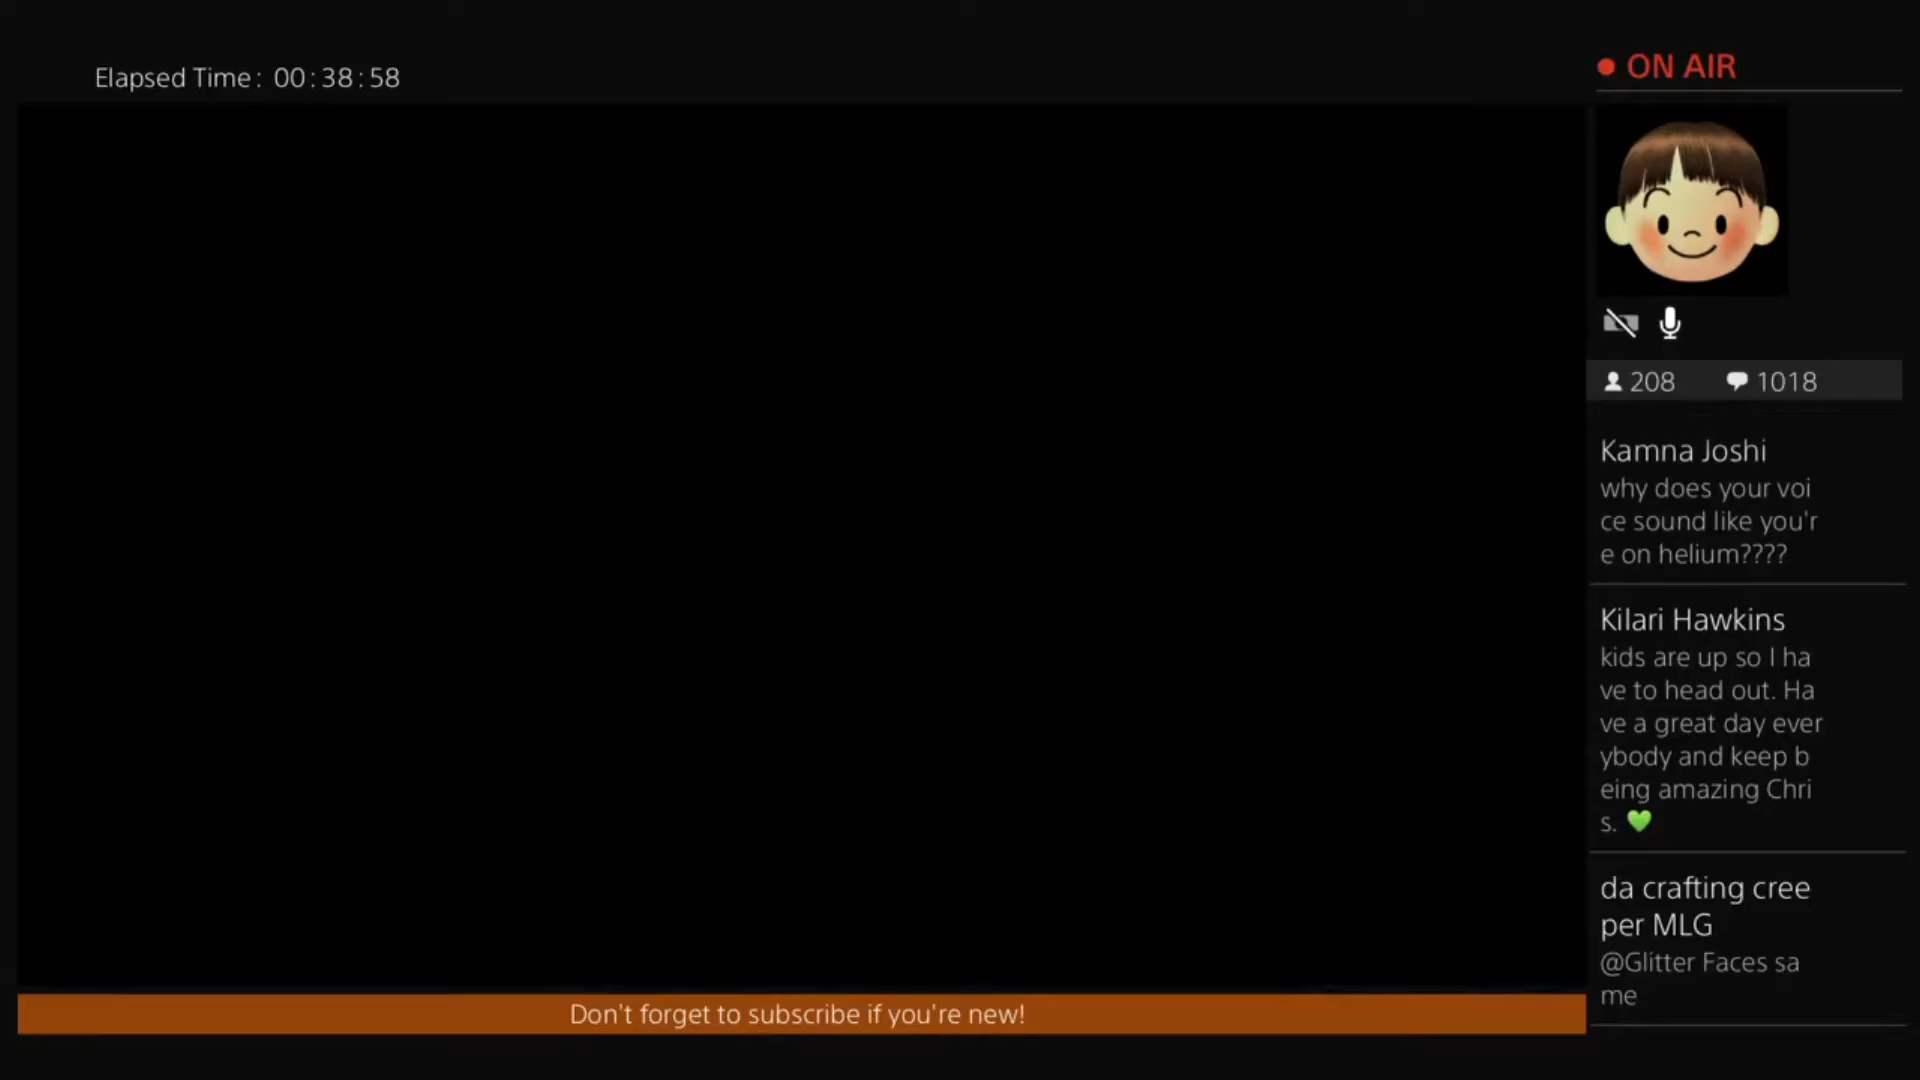 Elapsed Time: 00:38:58
ON AIR
208 1018
Kamna Joshi
why does your voi
ce sound like you'r
e on helium????
Kilari Hawkins
kids are up so I ha
ve to head out. Ha
ve a great day ever
ybody and keep b
eing amazing Chri
s. 💚
da crafting cree
per MLG
@Glitter Faces sa
me
Don't forget to subscribe if you're new!